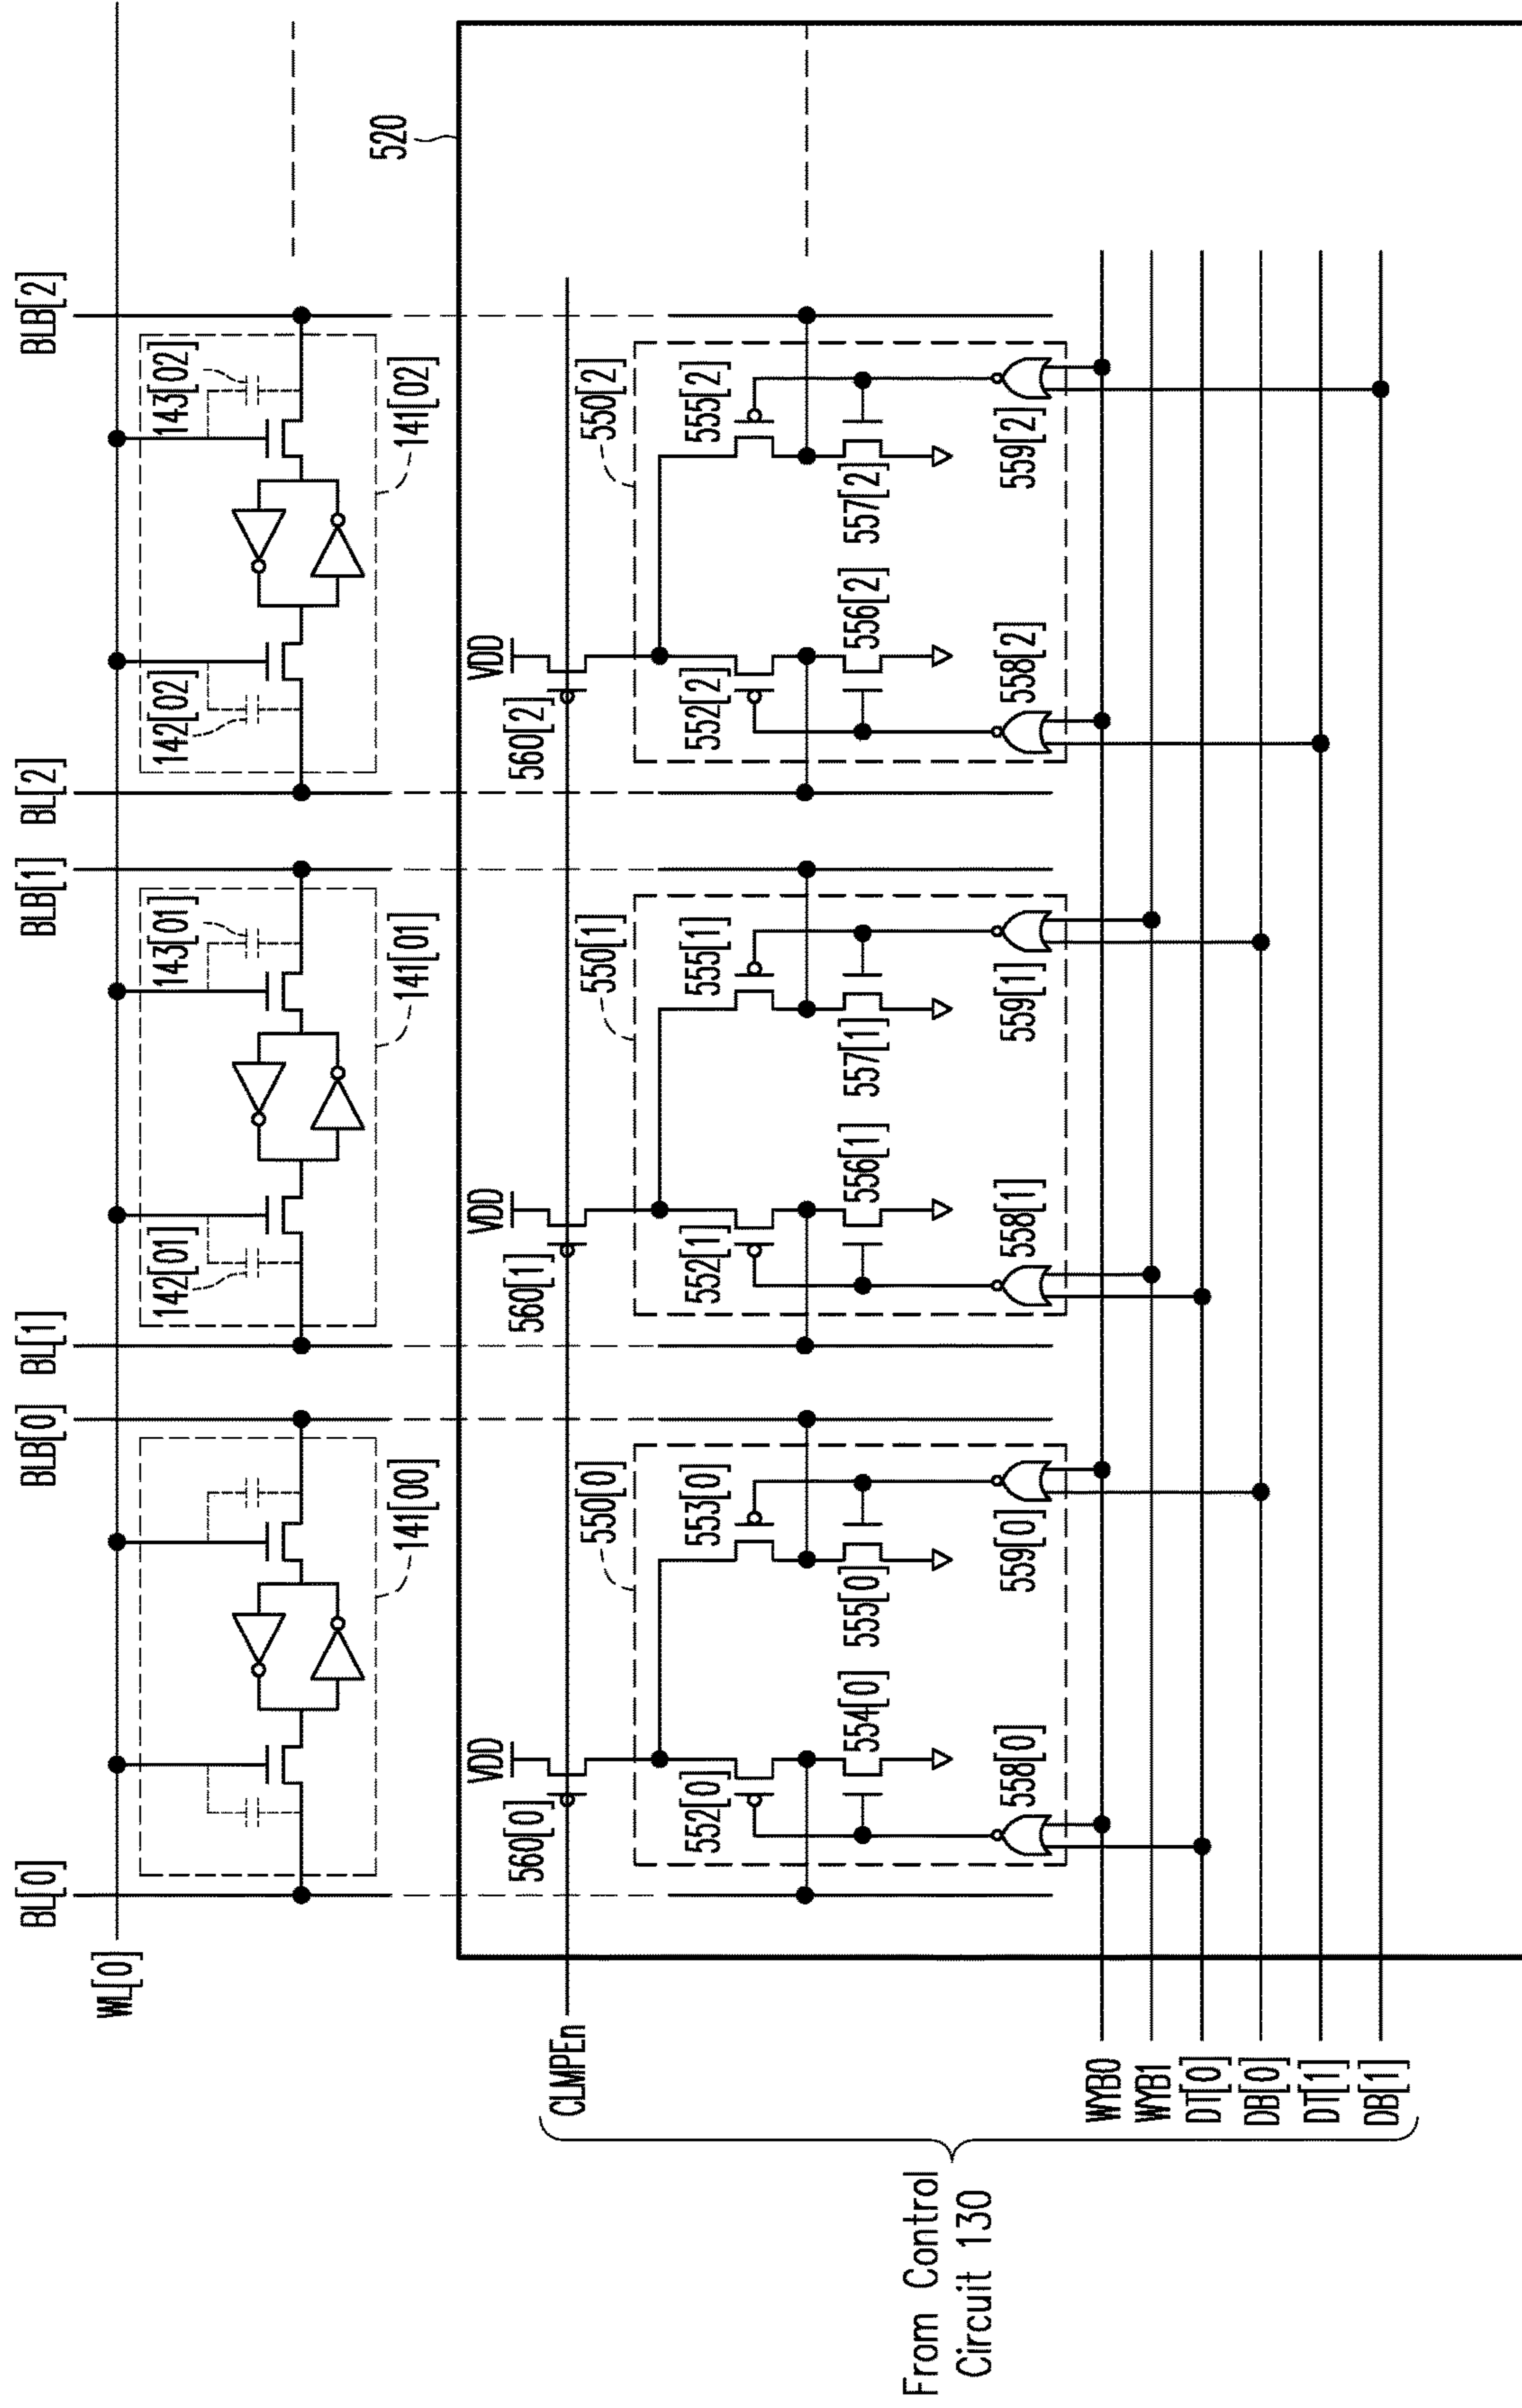 BL[0]
BLB[0]
BL[1]
BLB[1]
BL[2]
BLB[2]
WL[0]
142[01]
143[01]
142[02]
143[02]
141[00]
141[01]
141[02]
520
VDD
VDD
VDD
CLMPEn
560[0]
560[1]
560[2]
550[0]
550[1]
550[2]
552[0]
553[0]
552[1]
555[1]
552[2]
555[2]
554[0]
555[0]
556[1]
557[1]
556[2]
557[2]
558[0]
559[0]
558[1]
559[1]
558[2]
559[2]
From Control
Circuit 130
WYB0
WYB1
DT[0]
DB[0]
DT[1]
DB[1]